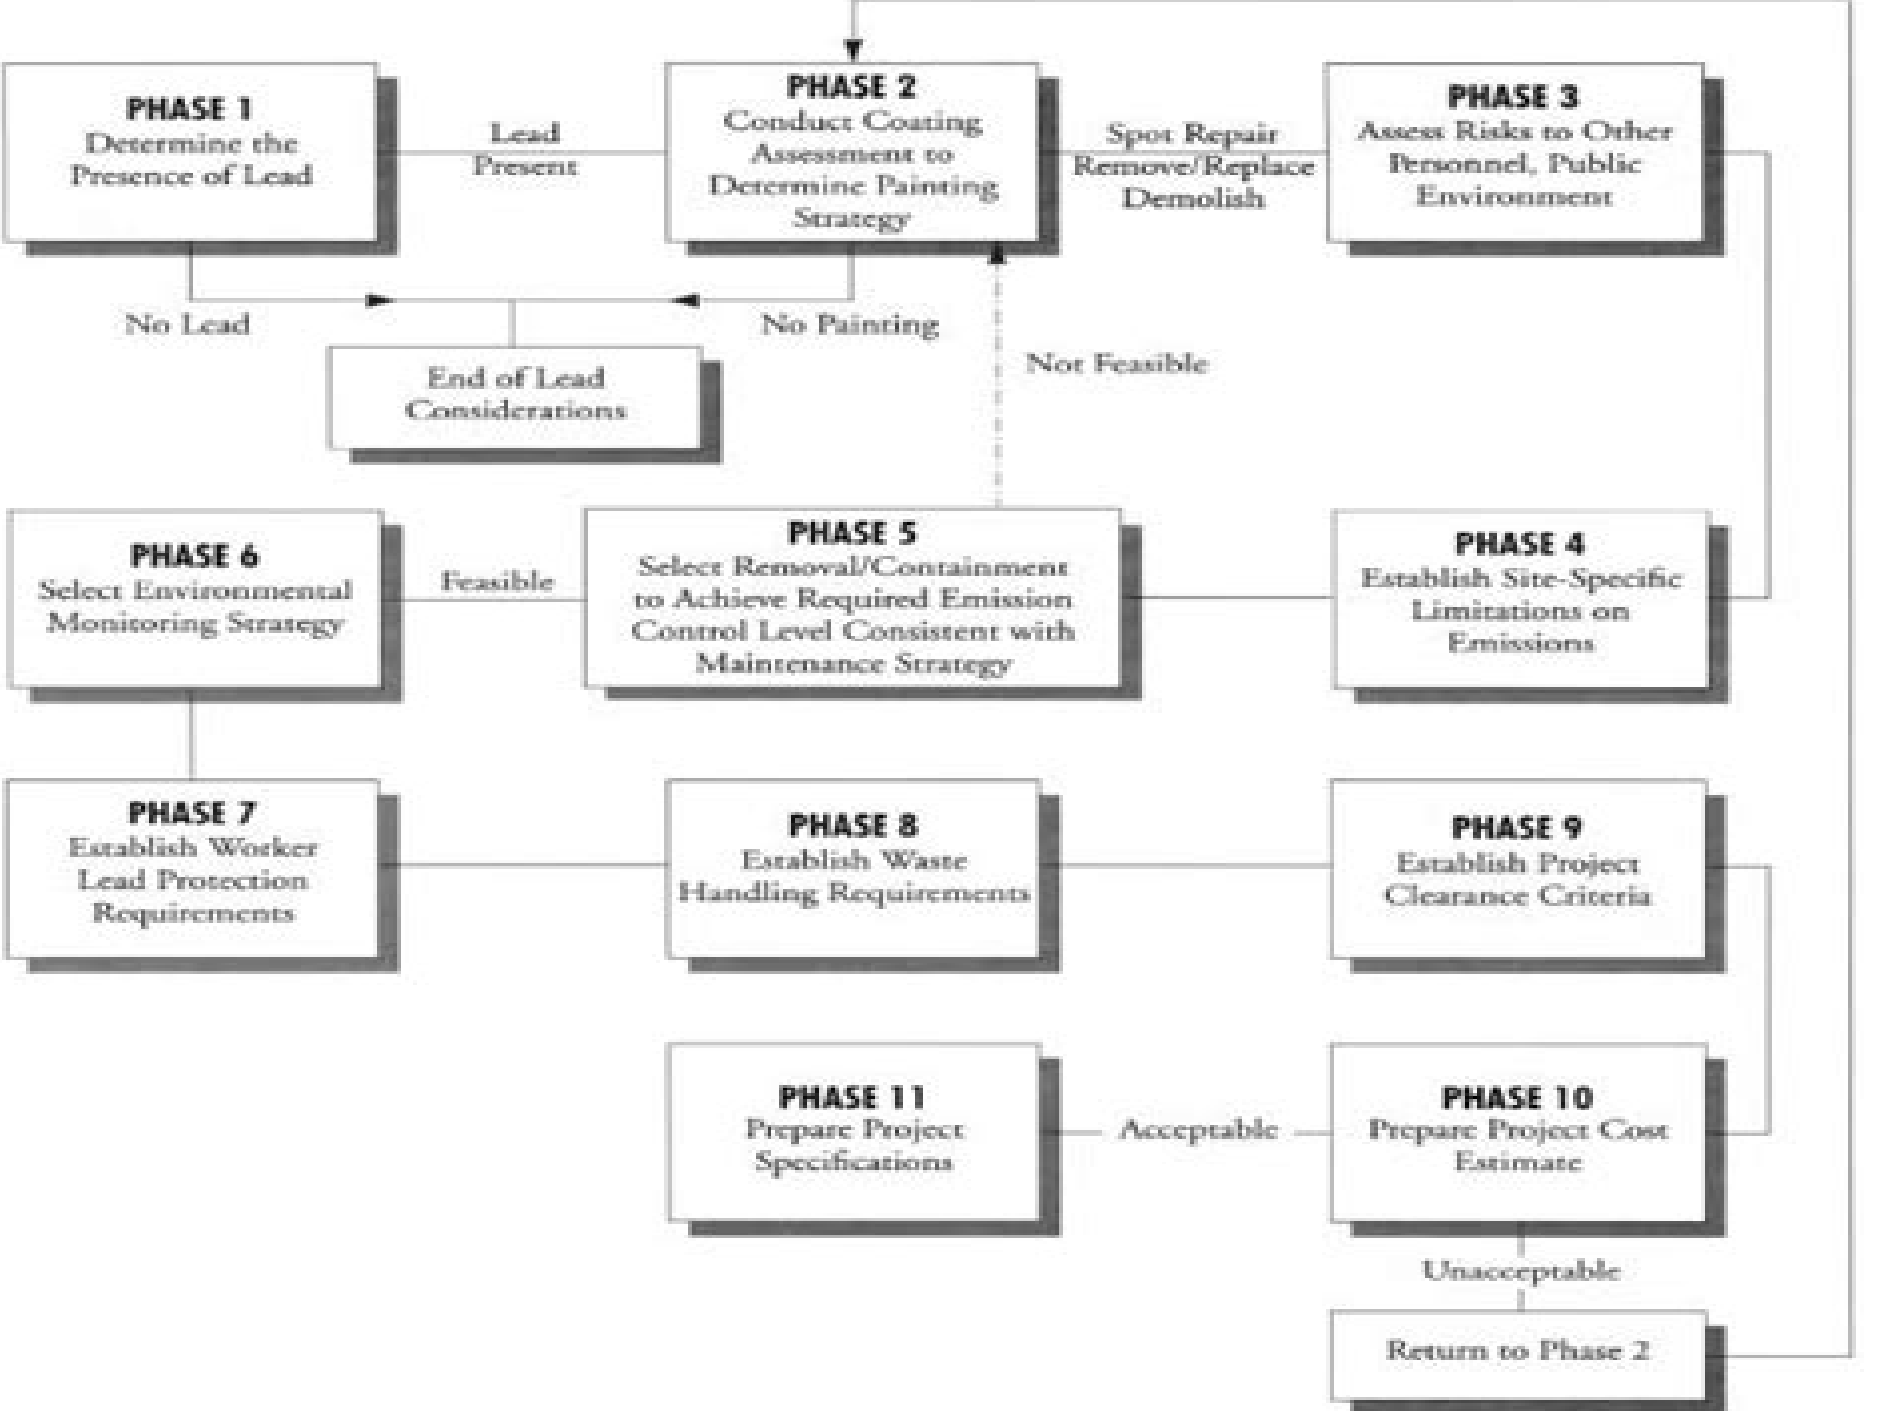 PHASE 1
Determine the
Presence of Lead
Lead
Present
PHASE 2
Conduct Coating
Assessment to
Determine Painting
Strategy
Spot Repair
Remove/Replace
Demolish
PHASE 3
Assess Risks to Other
Personnel, Public
Environment
No Lead
No Painting
End of Lead
Considerations
Not Feasible
PHASE 6
Select Environmental
Monitoring Strategy
Feasible
PHASE 5
Select Removal/Containment
to Achieve Required Emission
Control Level Consistent with
Maintenance Strategy
PHASE 4
Establish Site-Specific
Limitations on
Emissions
PHASE 7
Establish Worker
Lead Protection
Requirements
PHASE 8
Establish Waste
Handling Requirements
PHASE 9
Establish Project
Clearance Criteria
PHASE 11
Prepare Project
Specifications
Acceptable
PHASE 10
Prepare Project Cost
Estimate
Unacceptable
Return to Phase 2